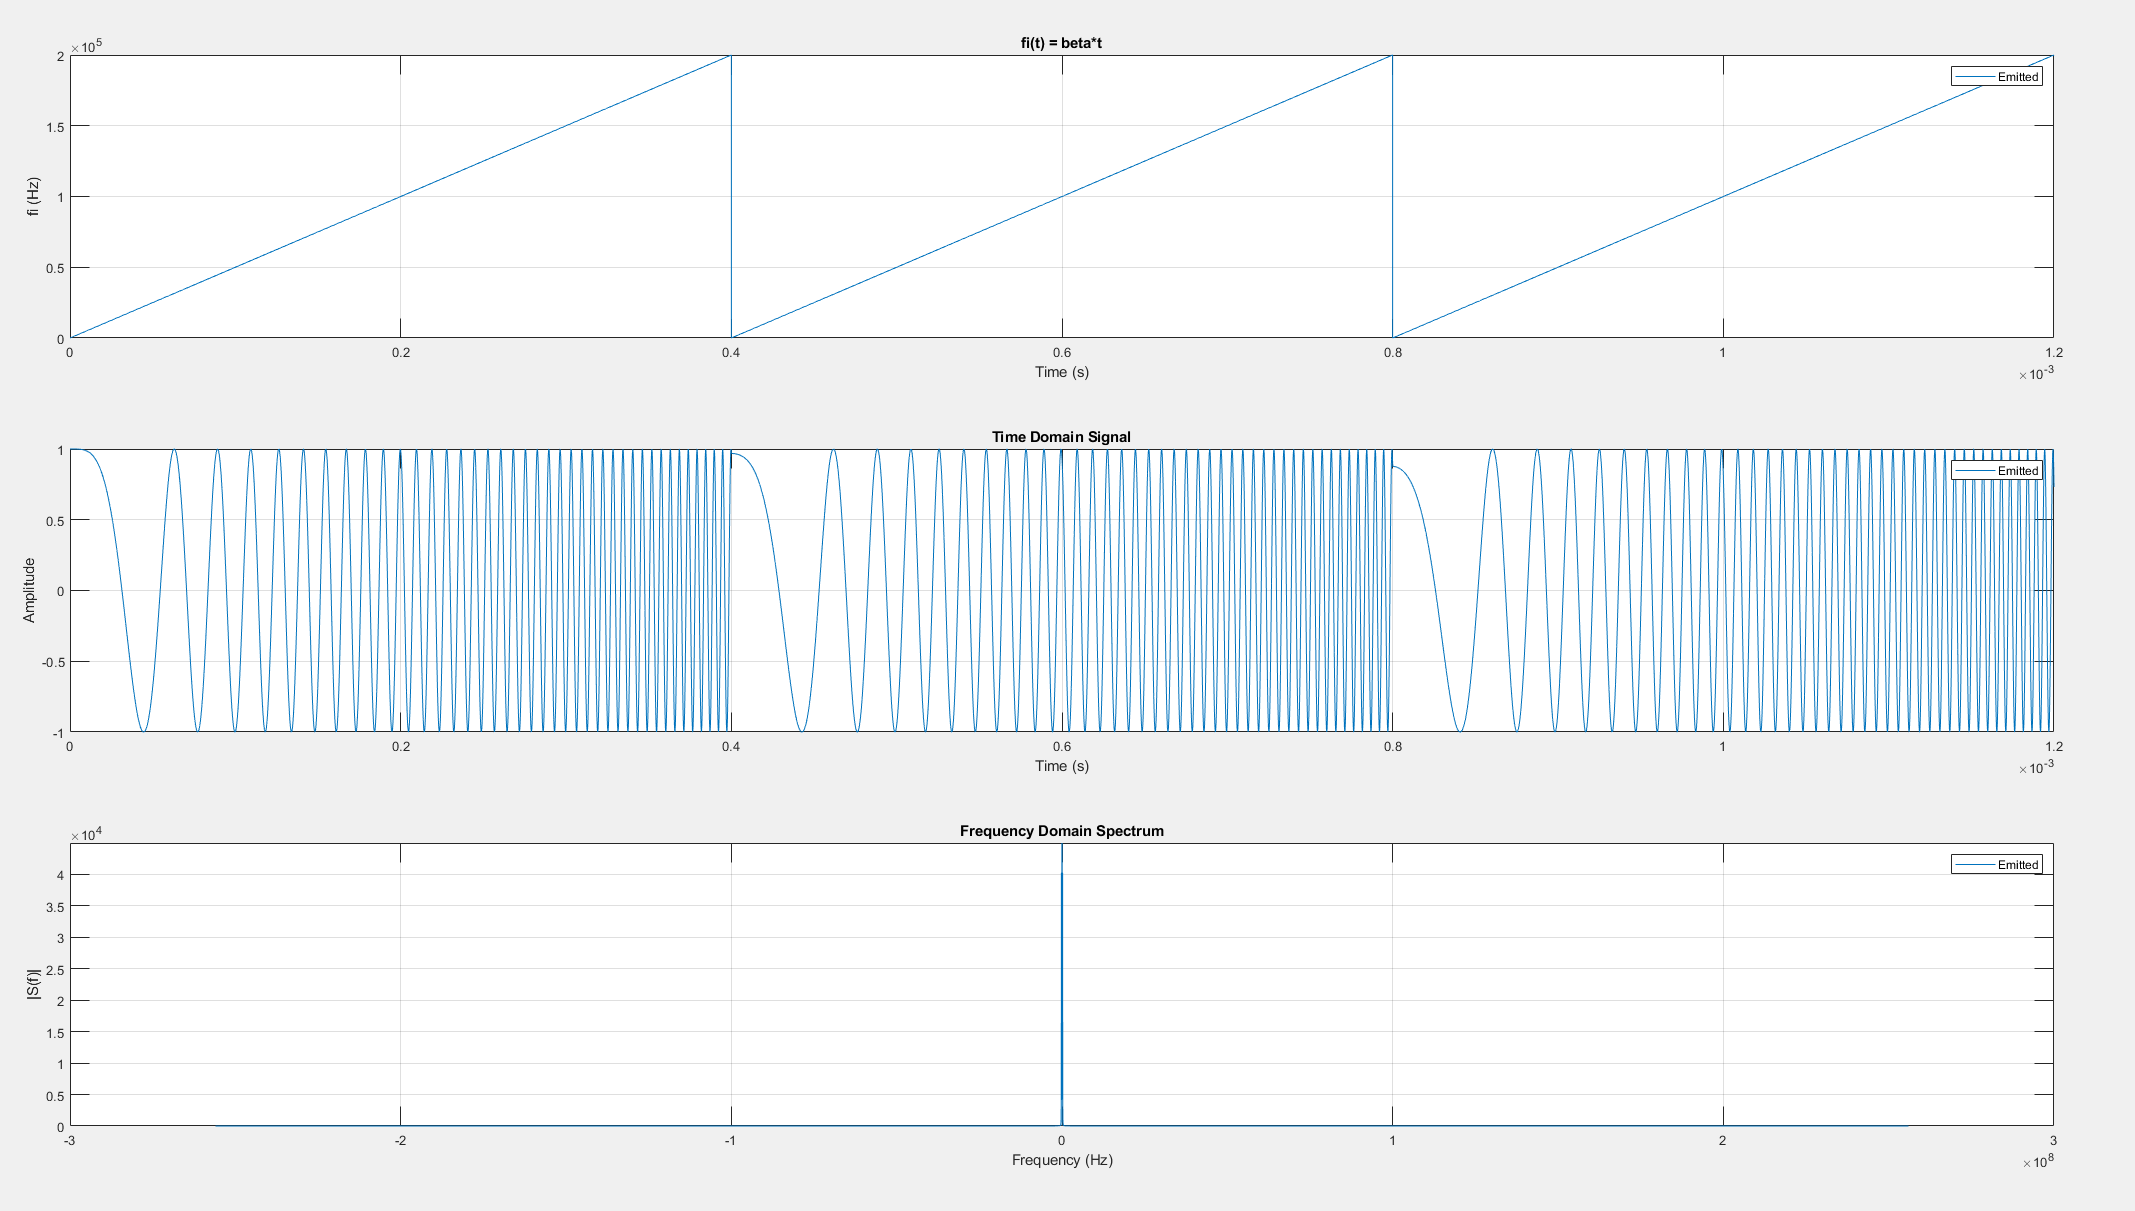 fi(t) = beta*t
×10^5
2
1.5
1
0.5
0
fi (Hz)
Emitted
0 0.2 0.4 0.6 0.8 1 1.2
Time (s)
×10^-3
Time Domain Signal
1
0.5
0
-0.5
-1
Amplitude
Emitted
0 0.2 0.4 0.6 0.8 1 1.2
Time (s)
×10^-3
Frequency Domain Spectrum
×10^4
4
3.5
3
2.5
2
1.5
1
0.5
0
|S(f)|
Emitted
-3 -2 -1 0 1 2 3
Frequency (Hz)
×10^8